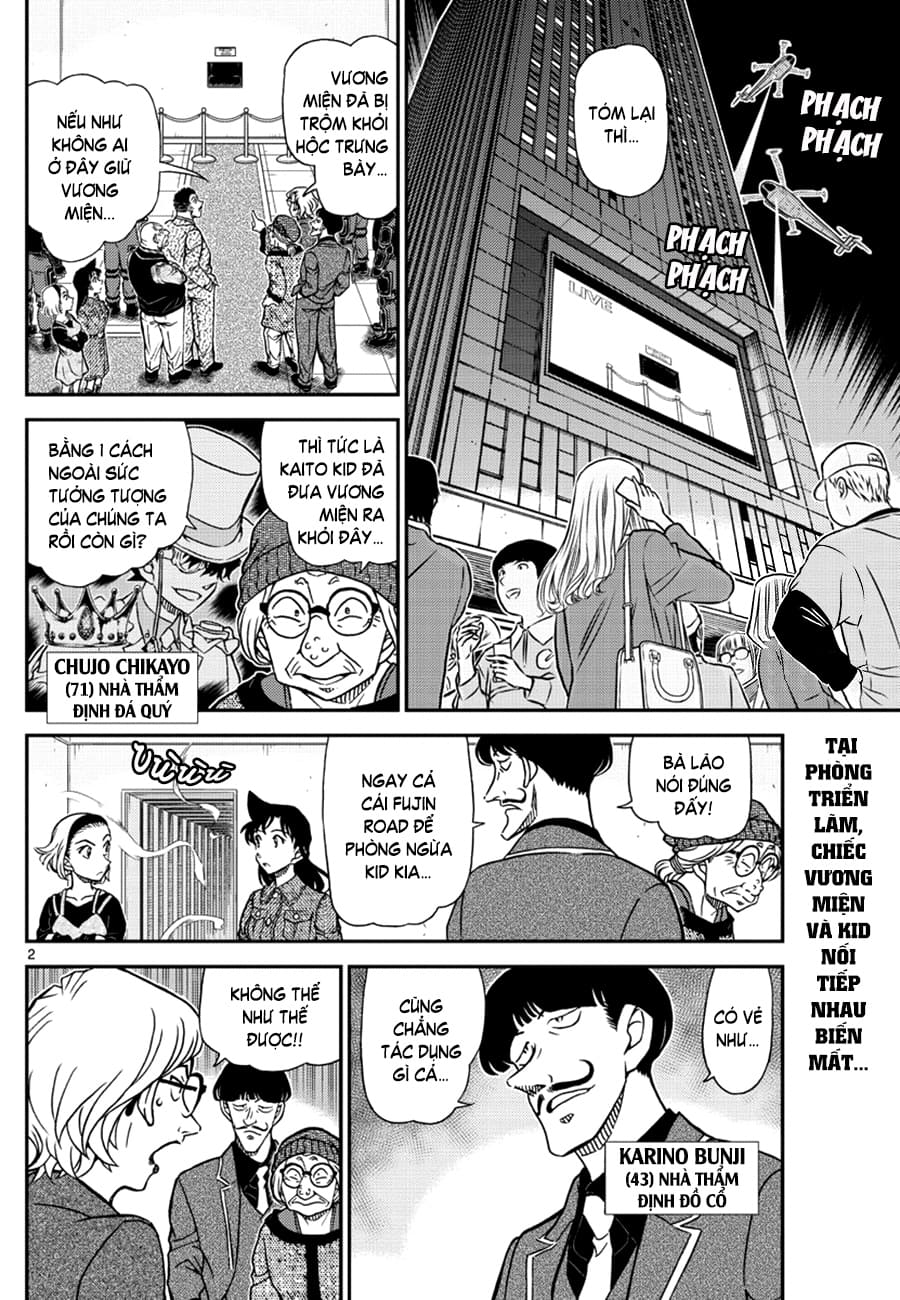 TÓM LẠI
THÌ...
PHẠCH
PHẠCH
PHẠCH
PHẠCH
LIVE
VƯƠNG
MIỆN ĐÃ BỊ
TRỘM KHỎI
HỘC TRƯNG
BÀY...
NẾU NHƯ
KHÔNG AI
Ở ĐÂY GIỮ
VƯƠNG
MIỆN...
THÌ TỨC LÀ
KAITO KID ĐÃ
ĐƯA VƯƠNG
MIỆN RA
KHỎI ĐÂY...
BẰNG 1 CÁCH
NGOÀI SỨC
TƯỞNG TƯỢNG
CỦA CHÚNG TA
RỒI CÒN GÌ?
CHUJO CHIKAYO
(71) NHÀ THẨM
ĐỊNH ĐÁ QUÝ
TẠI
PHÒNG
TRIỂN
LÃM,
CHIẾC
VƯƠNG
MIỆN
VÀ KID
NỐI
TIẾP
NHAU
BIẾN
MẤT...
BÀ LÃO
NÓI ĐÚNG
ĐẤY!
NGAY CẢ
CÁI FUJIN
ROAD ĐỂ
PHÒNG NGỪA
KID KIA...
VÙÙÙ
2
CÓ VẺ
NHƯ...
CŨNG
CHẲNG
TÁC DỤNG
GÌ CẢ...
KARINO BUNJI
(43) NHÀ THẨM
ĐỊNH ĐỒ CỔ
KHÔNG THỂ
NHƯ THẾ
ĐƯỢC!!